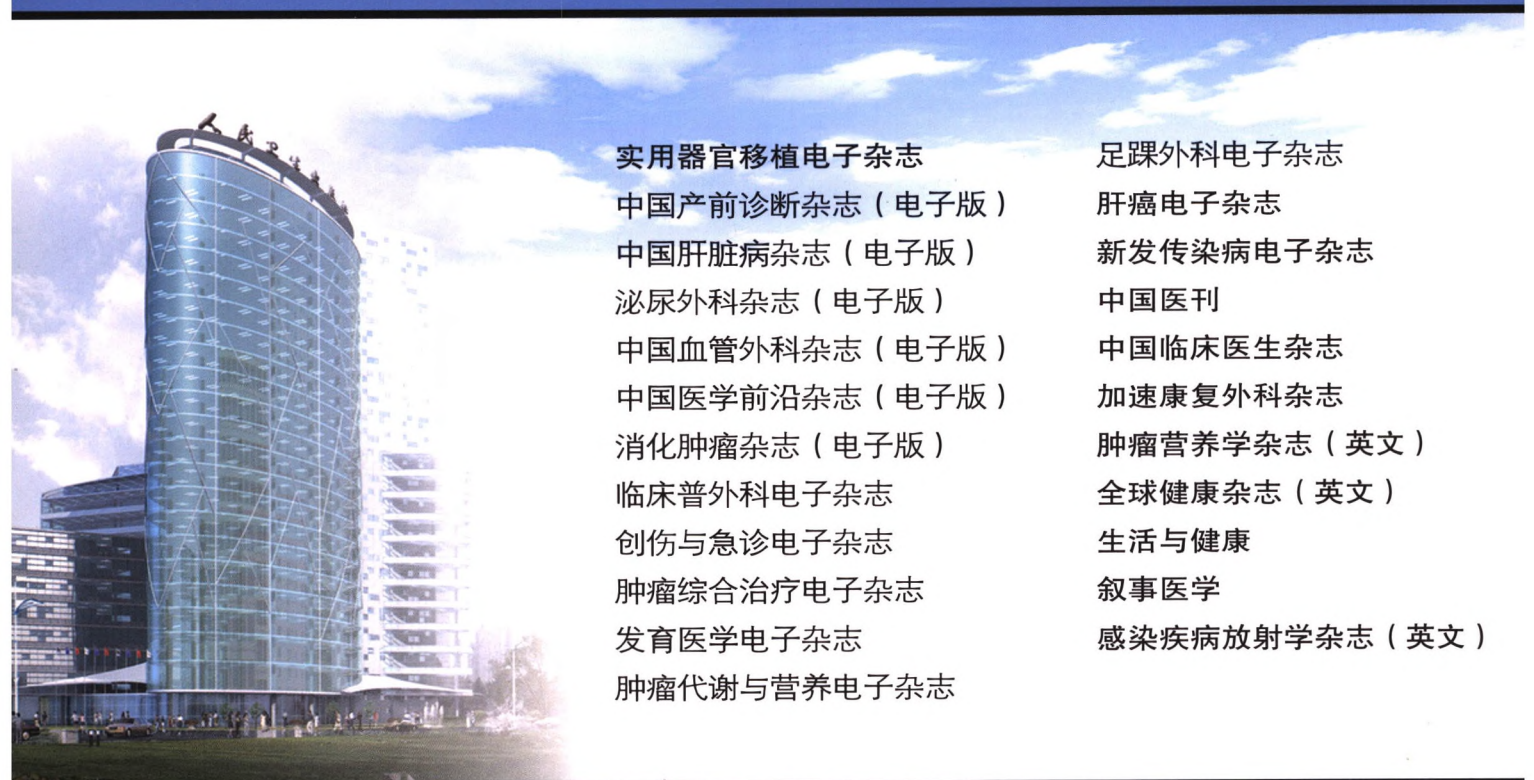 人民卫生
实用器官移植电子杂志
中国产前诊断杂志（电子版）
中国肝脏病杂志（电子版）
泌尿外科杂志（电子版）
中国血管外科杂志（电子版）
中国医学前沿杂志（电子版）
消化肿瘤杂志（电子版）
临床普外科电子杂志
创伤与急诊电子杂志
肿瘤综合治疗电子杂志
发育医学电子杂志
肿瘤代谢与营养电子杂志
足踝外科电子杂志
肝癌电子杂志
新发传染病电子杂志
中国医刊
中国临床医生杂志
加速康复外科杂志
肿瘤营养学杂志（英文）
全球健康杂志（英文）
生活与健康
叙事医学
感染疾病放射学杂志（英文）